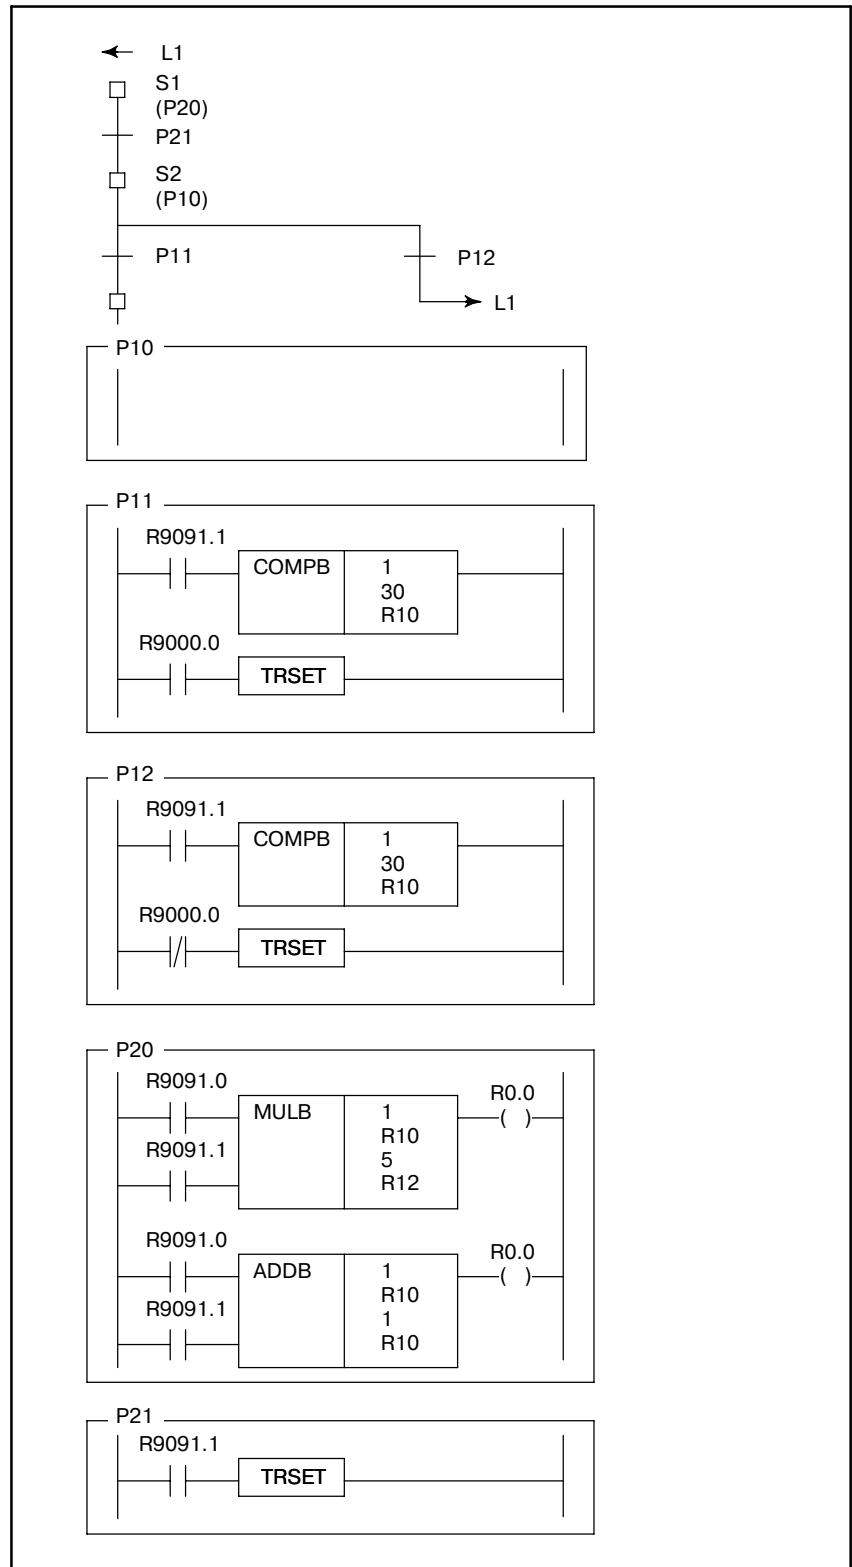 L1
S1
(P20)
P21
S2
(P10)
P11
P12
L1
P10
P11
R9091.1
COMPB 1
30
R10
R9000.0
TRSET
P12
R9091.1
COMPB 1
30
R10
R9000.0
TRSET
P20
R9091.0
MULB 1
R10
5
R12
R0.0
( )
R9091.1
R9091.0
ADDB 1
R10
1
R10
R0.0
( )
R9091.1
P21
R9091.1
TRSET